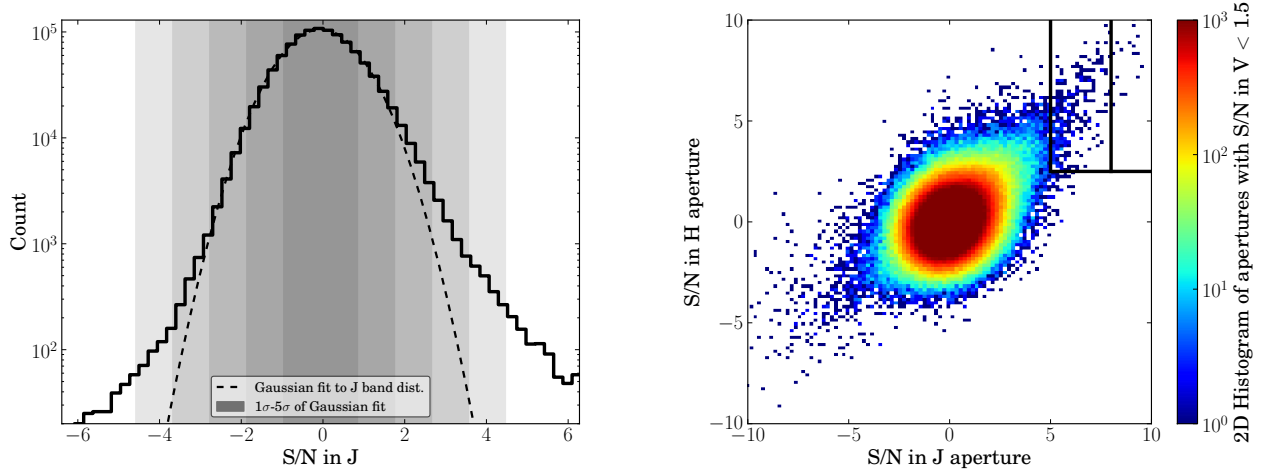 10^5
10^4
10^3
10^2
Count
−6 −4 −2 0 2 4 6
S/N in J
Gaussian fit to J band dist.
1σ-5σ of Gaussian fit
10
5
0
−5
−10
S/N in H aperture
−10 −5 0 5 10
S/N in J aperture
10^3
10^2
10^1
10^0
2D Histogram of apertures with S/N in V < 1.5